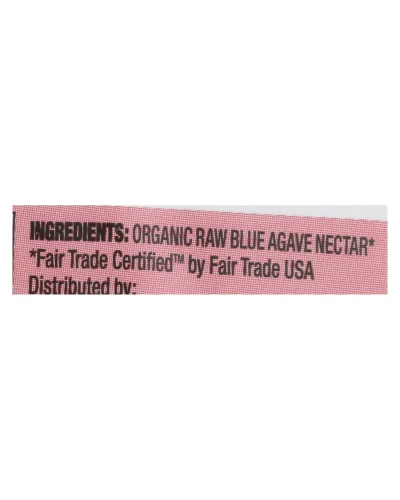 INGREDIENTS: ORGANIC RAW BLUE AGAVE NECTAR*
*Fair Trade Certified™ by Fair Trade USA
Distributed by: